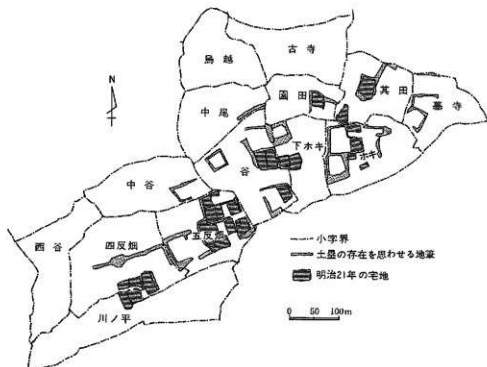 古寺
鳥越
N
園田
其田
墓寺
中尾
下ホキ
ホキ
谷
中谷
五反畑
西谷
四反畑
川ノ平
小字界
土塁の存在を思わせる地筆
明治21年の宅地
0 50 100m